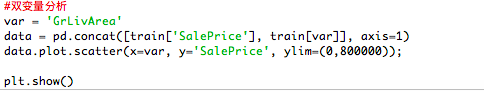 #双变量分析
var = 'GrLivArea'
data = pd.concat([train['SalePrice'], train[var]], axis=1)
data.plot.scatter(x=var, y='SalePrice', ylim=(0,800000));
plt.show()